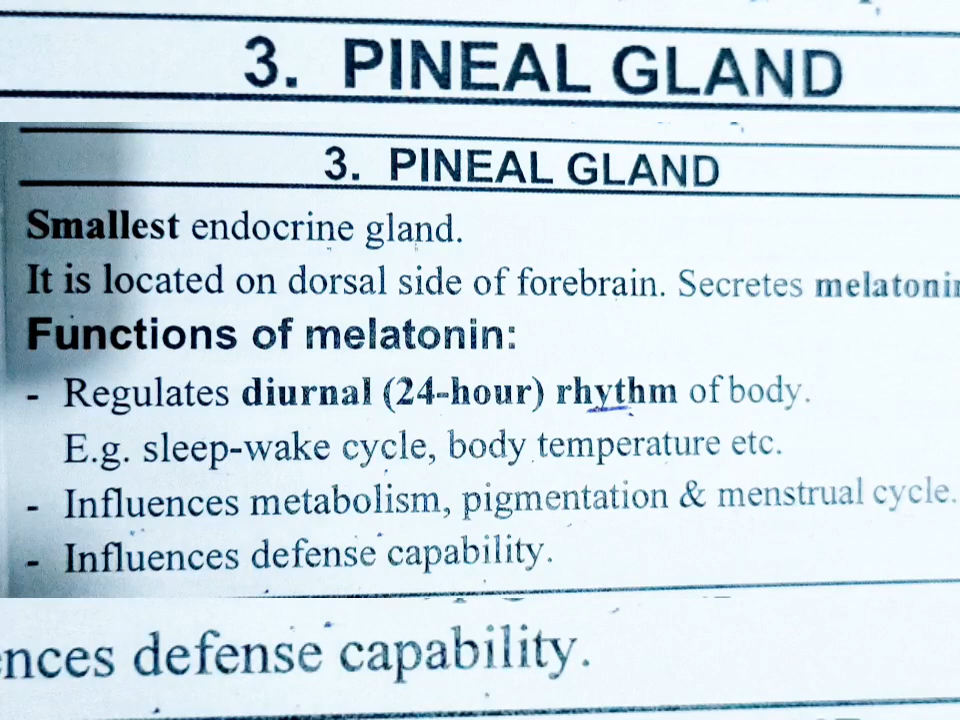 3. PINEAL GLAND
3. PINEAL GLAND
Smallest endocrine gland.
It is located on dorsal side of forebrain. Secretes
Functions of melatonin:
- Regulates diurnal (24-hour) rhythm of body.
E.g. sleep-wake cycle, body temperature etc.
- Influences metabolism, pigmentation & menstrual cycle.
- Influences defense capability.
defense capability.